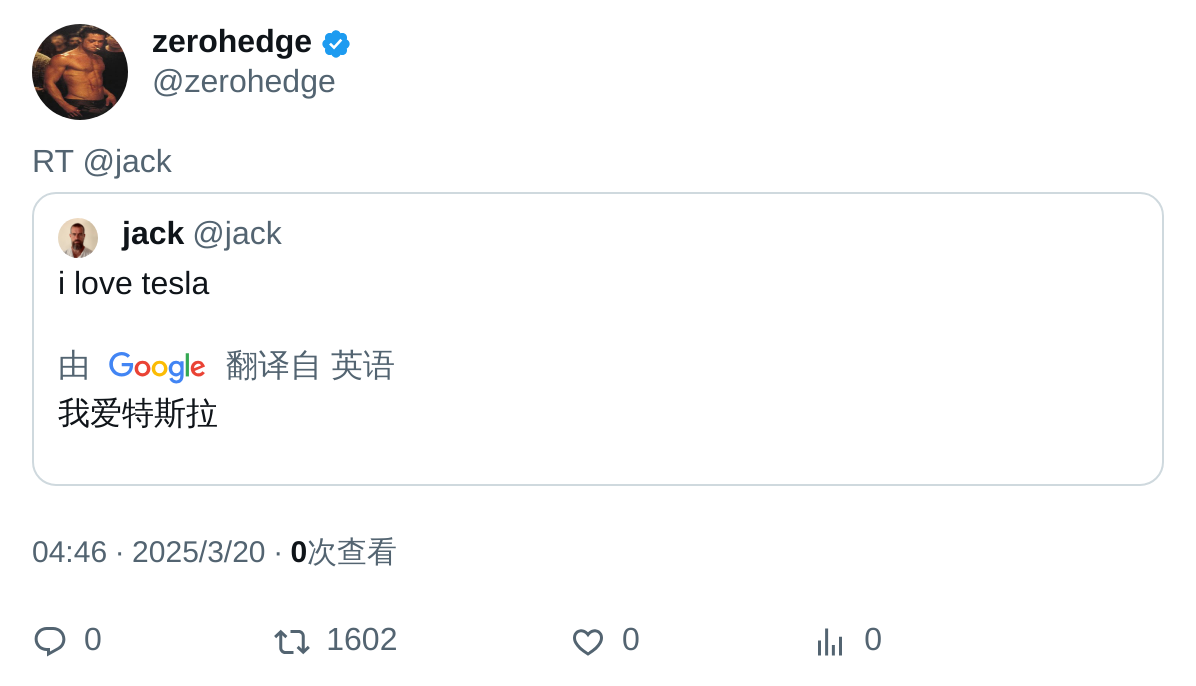 zerohedge
@zerohedge
RT @jack
jack @jack
i love tesla
由 Google 翻译自 英语
我爱特斯拉
04:46 · 2025/3/20 · 0次查看
0 1602 0 0